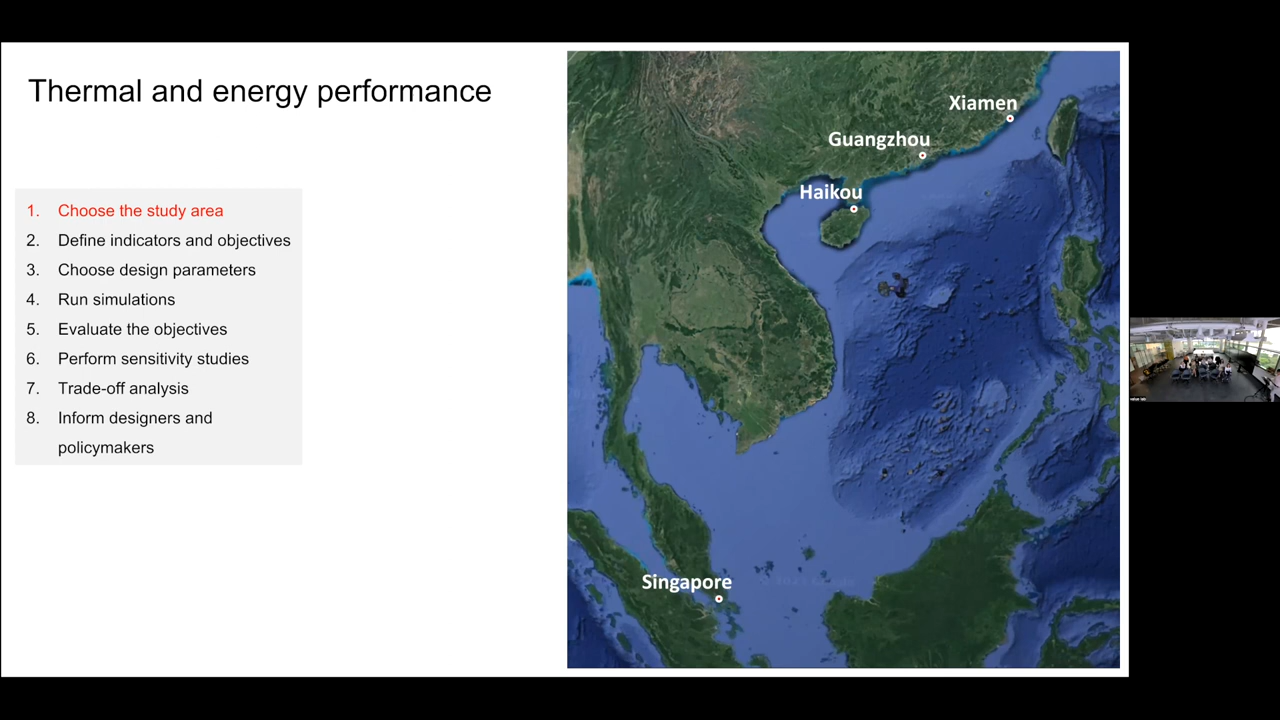 Thermal and energy performance
1. Choose the study area
2. Define indicators and objectives
3. Choose design parameters
4. Run simulations
5. Evaluate the objectives
6. Perform sensitivity studies
7. Trade-off analysis
8. Inform designers and
policymakers
Xiamen
Guangzhou
Haikou
Singapore